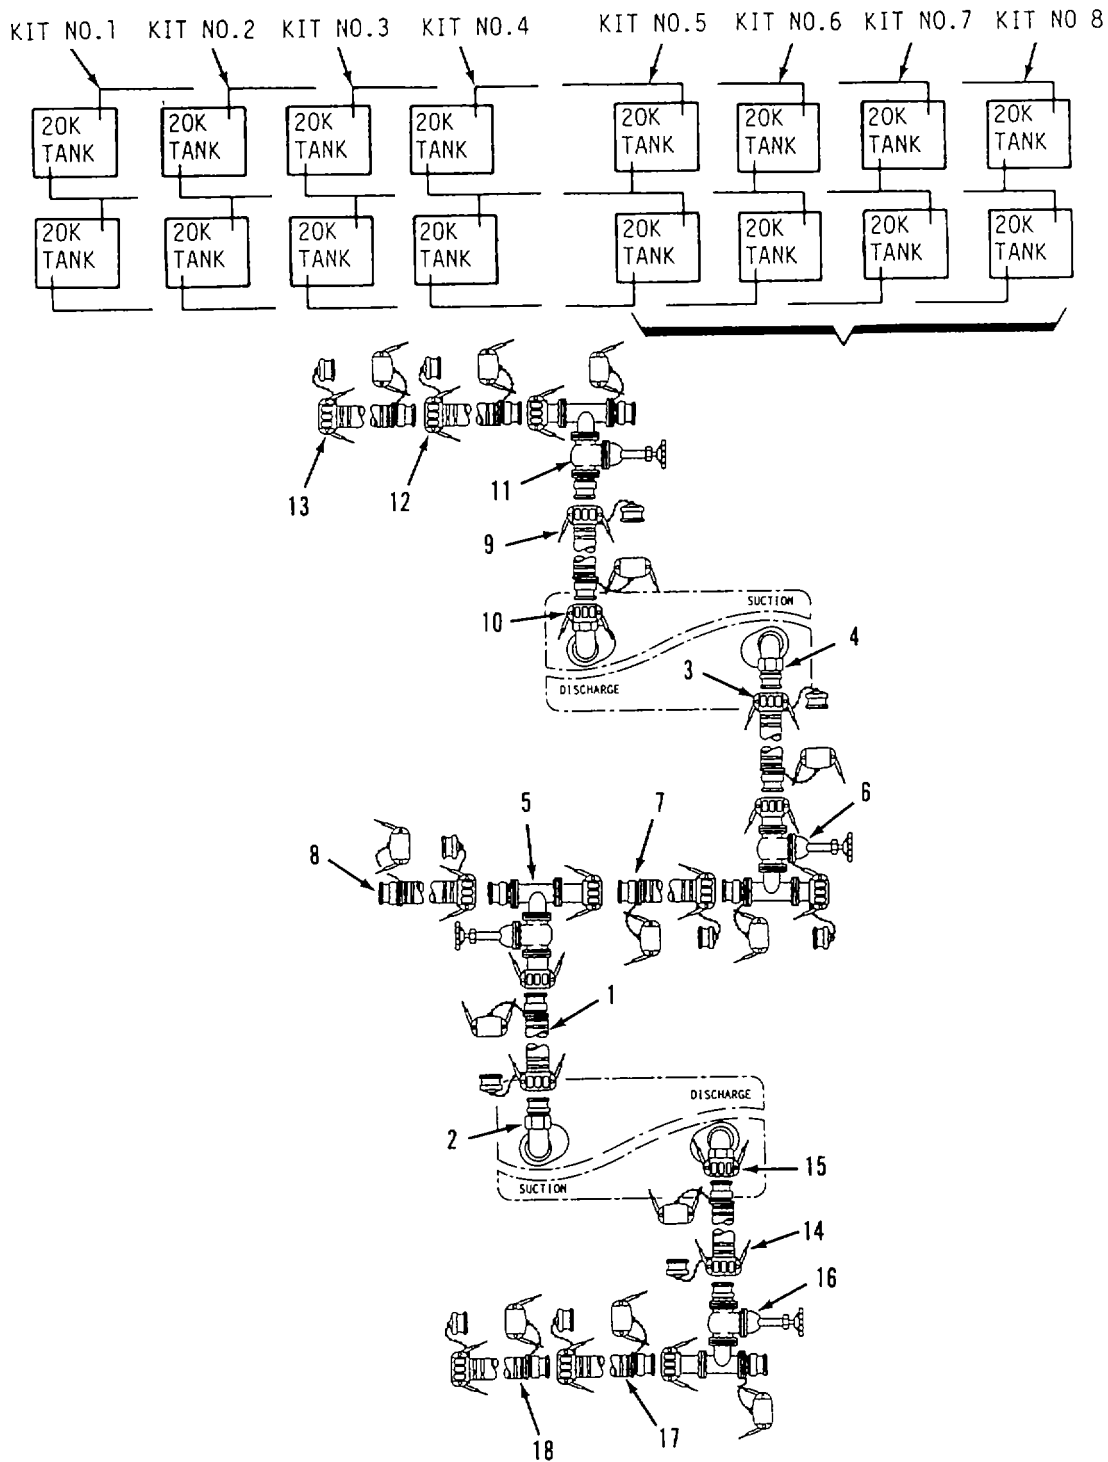 KIT NO.1 KIT NO.2 KIT NO.3 KIT NO.4 KIT NO.5 KIT NO.6 KIT NO.7 KIT NO 8
20K 20K 20K 20K 20K 20K 20K 20K
TANK TANK TANK TANK TANK TANK TANK TANK
20K 20K 20K 20K 20K 20K 20K 20K
TANK TANK TANK TANK TANK TANK TANK TANK
13 12 11
9
10
SUCTION
4
3
DISCHARGE
5 7 6
8
1
DISCHARGE
2
15
SUCTION
14
16
18 17